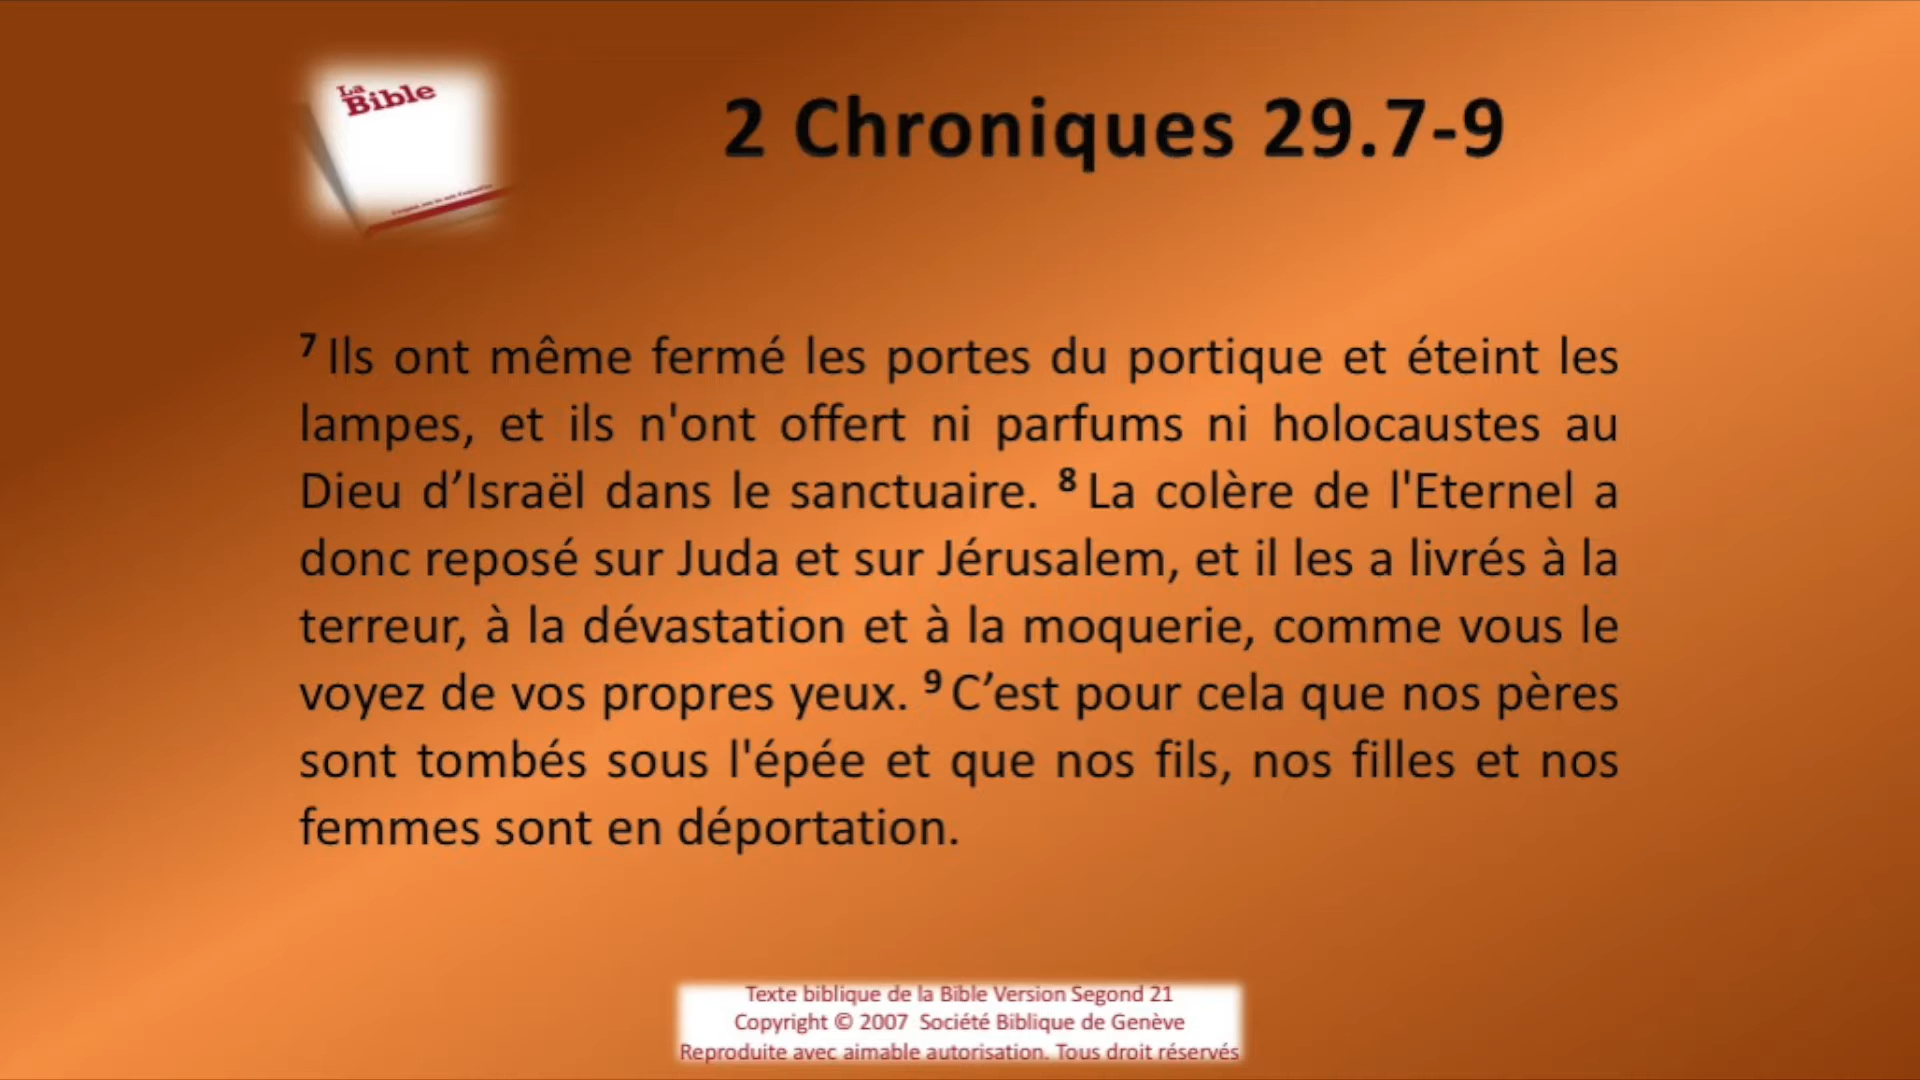 La
Bible
2 Chroniques 29.7-9
7 Ils ont même fermé les portes du portique et éteint les
lampes, et ils n'ont offert ni parfums ni holocaustes au
Dieu d’Israël dans le sanctuaire. 8 La colère de l'Eternel a
donc reposé sur Juda et sur Jérusalem, et il les a livrés à la
terreur, à la dévastation et à la moquerie, comme vous le
voyez de vos propres yeux. 9 C’est pour cela que nos pères
sont tombés sous l'épée et que nos fils, nos filles et nos
femmes sont en déportation.
Texte biblique de la Bible Version Segond 21
Copyright © 2007 Société Biblique de Genève
Reproduite avec aimable autorisation. Tous droit réservés